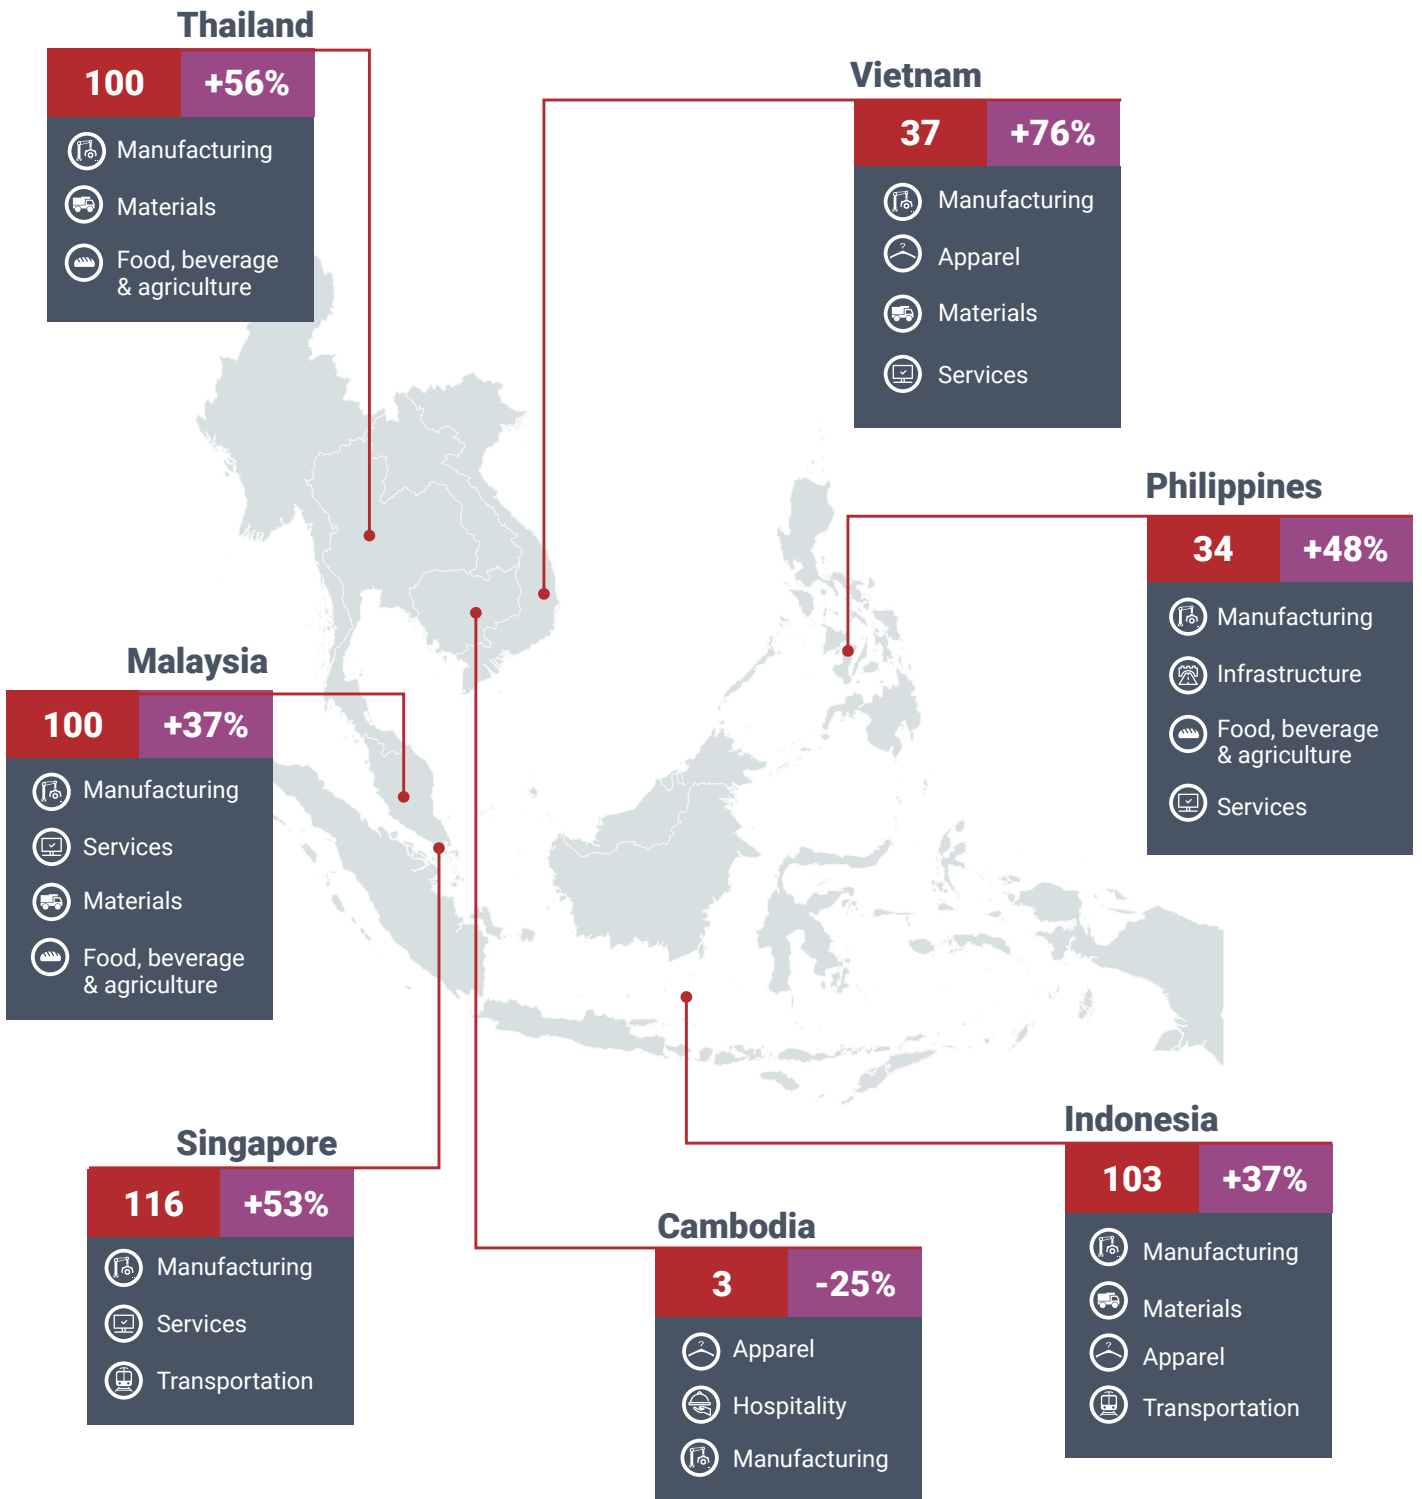 Thailand
100 +56%
Manufacturing
Materials
Food, beverage
& agriculture
Vietnam
37 +76%
Manufacturing
Apparel
Materials
Services
Philippines
34 +48%
Manufacturing
Infrastructure
Food, beverage
& agriculture
Services
Malaysia
100 +37%
Manufacturing
Services
Materials
Food, beverage
& agriculture
Singapore
116 +53%
Manufacturing
Services
Transportation
Cambodia
3 -25%
Apparel
Hospitality
Manufacturing
Indonesia
103 +37%
Manufacturing
Materials
Apparel
Transportation